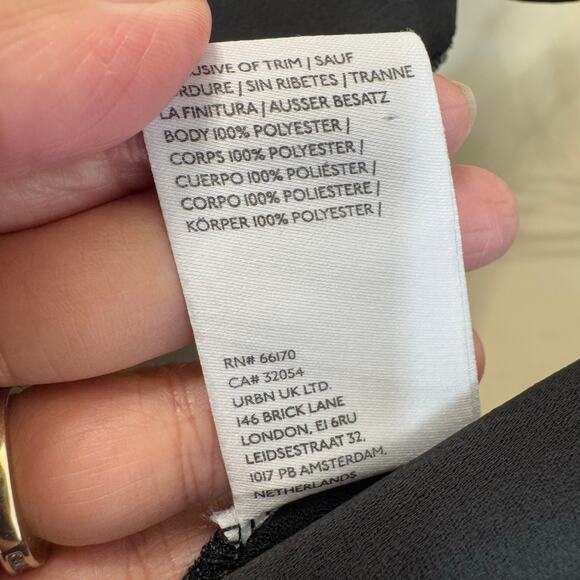 OF TRIM | SAUF
| SIN RIBETES | TRANNE
LA FINITURA | AUSSER BESATZ
BODY 100% POLYESTER |
CORPS 100% POLYESTER |
CUERPO 100% POLIÉSTER |
CORPO 100% POLIESTERE |
KÖRPER 100% POLYESTER |
RN# 66170
CA# 32054
URBN UK LTD.
146 BRICK LANE
LONDON, E1 6RU
LEIDSESTRAAT 32,
1017 PB AMSTERDAM,
NETHERLANDS